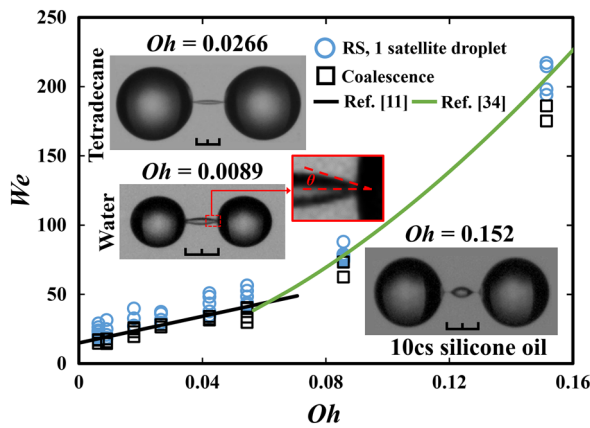 250
200
150
100
50
0
We
0
0.04
0.08
0.12
0.16
Oh
Oh = 0.0266
Tetradecane
RS, 1 satellite droplet
Coalescence
Ref. [11]
Ref. [34]
Oh = 0.0089
Water
θ
Oh = 0.152
10cs silicone oil